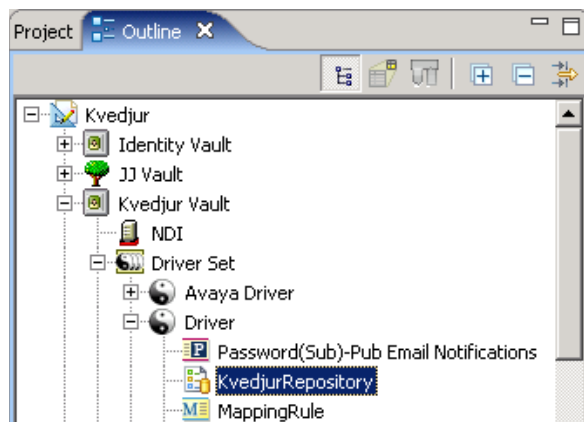 Project Outline
Kvedjur
Identity Vault
JJ Vault
Kvedjur Vault
NDI
Driver Set
Avaya Driver
Driver
Password(Sub)-Pub Email Notifications
KvedjurRepository
MappingRule